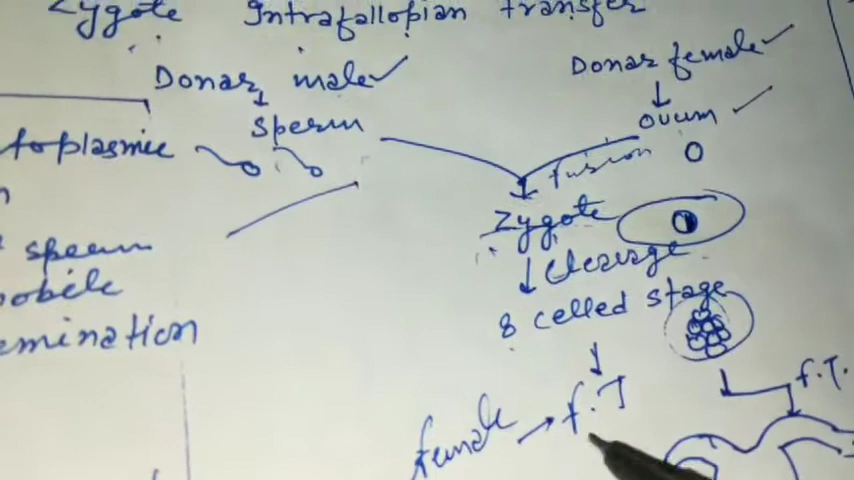 Zygote Intrafallopian transfer
Donar male
Donar female
Sperm
ovum
toplasmic
fusion
Zygote
sperm
Cleavage
mobile
8 celled stage
mination
f.T.
f.T
female